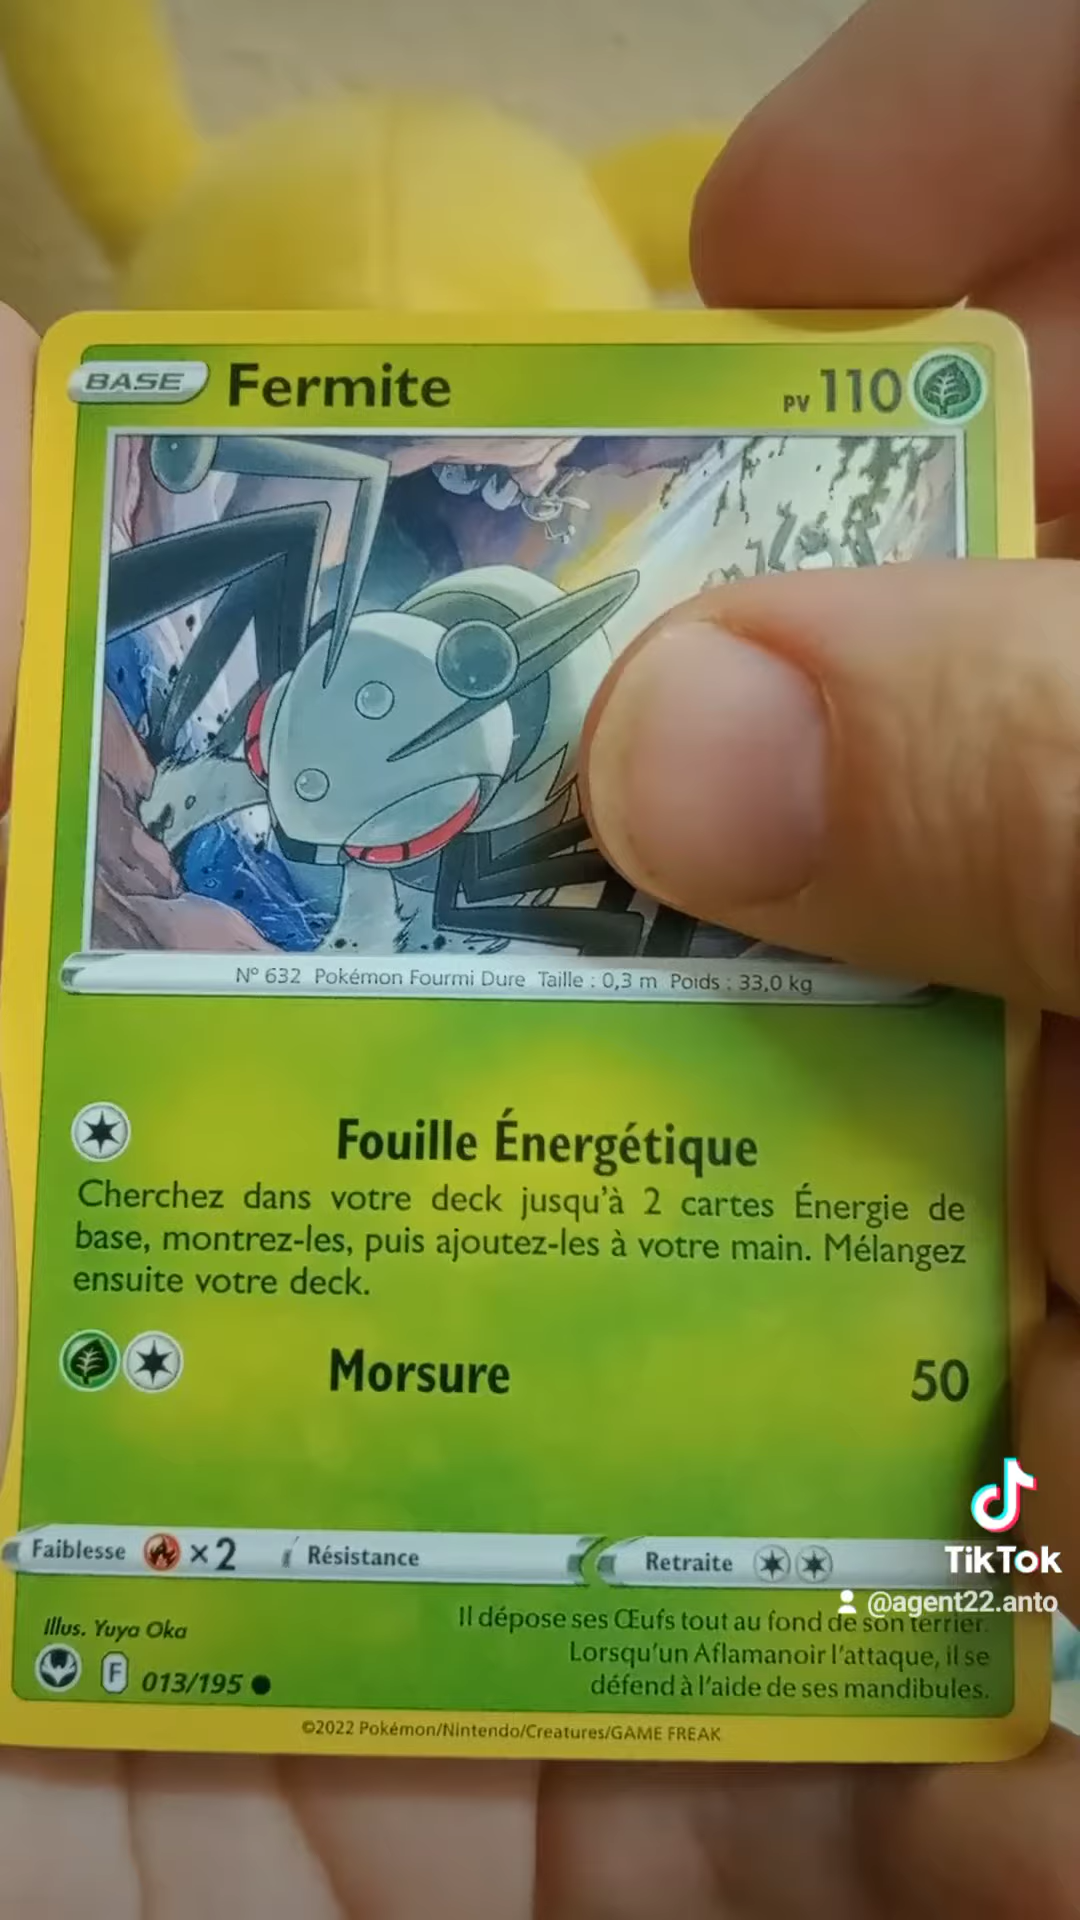 BASE Fermite PV 110
N° 632 Pokémon Fourmi Dure Taille : 0,3 m Poids : 33,0 kg
Fouille Énergétique
Cherchez dans votre deck jusqu'à 2 cartes Énergie de
base, montrez-les, puis ajoutez-les à votre main. Mélangez
ensuite votre deck.
Morsure 50
Faiblesse ×2 Résistance Retraite
Illus. Yuya Oka
F 013/195
Il dépose ses Œufs tout au fond de son terrier.
Lorsqu'un Aflamanoir l'attaque, il se
défend à l'aide de ses mandibules.
©2022 Pokémon/Nintendo/Creatures/GAME FREAK
TikTok
@agent22.anto